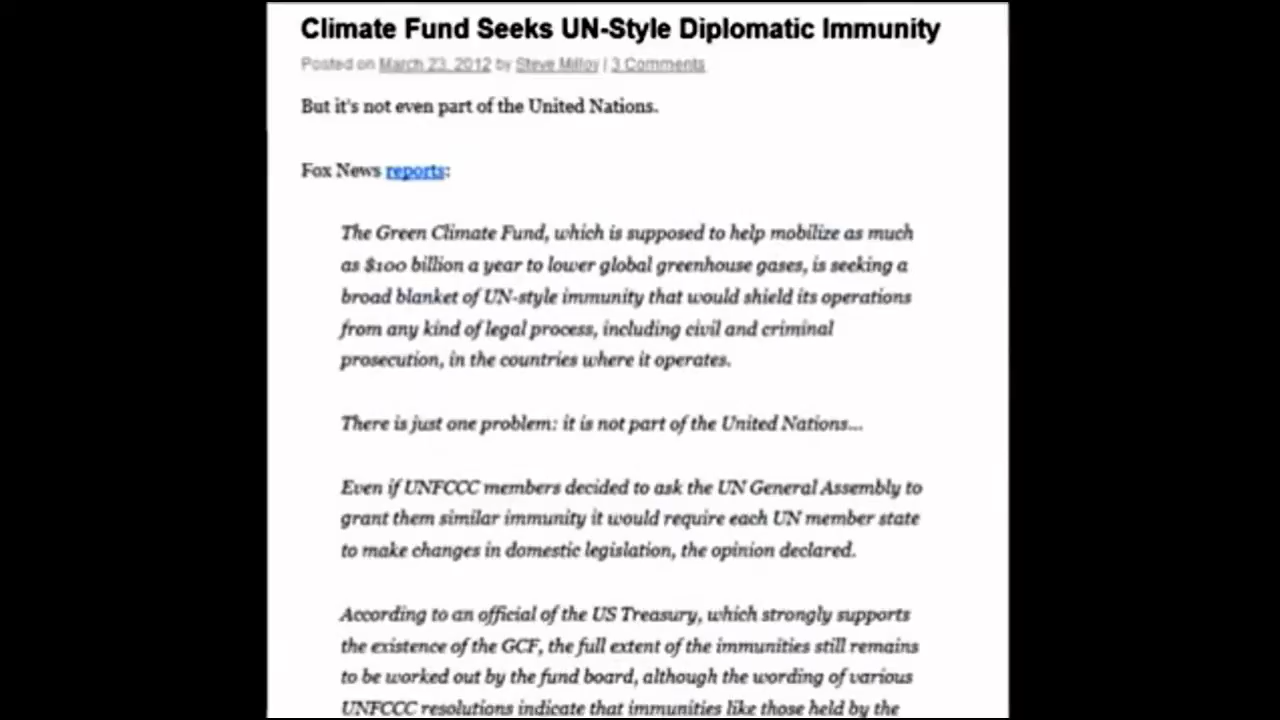 Climate Fund Seeks UN-Style Diplomatic Immunity
Posted on March 23, 2012 by Steve Milloy | 3 Comments
But it's not even part of the United Nations.
Fox News reports:
The Green Climate Fund, which is supposed to help mobilize as much
as $100 billion a year to lower global greenhouse gases, is seeking a
broad blanket of UN-style immunity that would shield its operations
from any kind of legal process, including civil and criminal
prosecution, in the countries where it operates.
There is just one problem: it is not part of the United Nations...
Even if UNFCCC members decided to ask the UN General Assembly to
grant them similar immunity it would require each UN member state
to make changes in domestic legislation, the opinion declared.
According to an official of the US Treasury, which strongly supports
the existence of the GCF, the full extent of the immunities still remains
to be worked out by the fund board, although the wording of various
UNFCCC resolutions indicate that immunities like those held by the